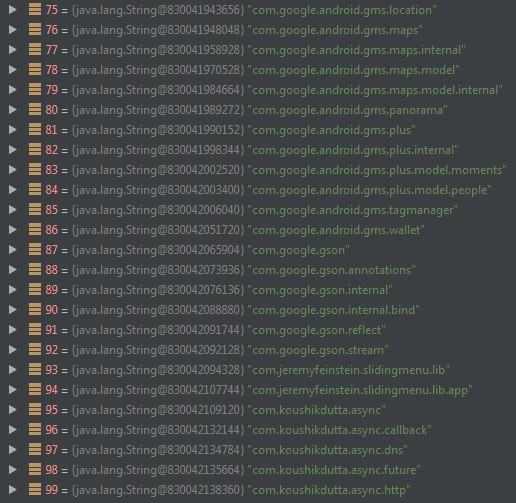 75 = {java.lang.String@830041943656} "com.google.android.gms.location"
76 = {java.lang.String@830041948048} "com.google.android.gms.maps"
77 = {java.lang.String@830041958928} "com.google.android.gms.maps.internal"
78 = {java.lang.String@830041970528} "com.google.android.gms.maps.model"
79 = {java.lang.String@830041984664} "com.google.android.gms.maps.model.internal"
80 = {java.lang.String@830041989272} "com.google.android.gms.panorama"
81 = {java.lang.String@830041990152} "com.google.android.gms.plus"
82 = {java.lang.String@830041998344} "com.google.android.gms.plus.internal"
83 = {java.lang.String@830042002520} "com.google.android.gms.plus.model.moments"
84 = {java.lang.String@830042003400} "com.google.android.gms.plus.model.people"
85 = {java.lang.String@830042006040} "com.google.android.gms.tagmanager"
86 = {java.lang.String@830042051720} "com.google.android.gms.wallet"
87 = {java.lang.String@830042065904} "com.google.gson"
88 = {java.lang.String@830042073936} "com.google.gson.annotations"
89 = {java.lang.String@830042076136} "com.google.gson.internal"
90 = {java.lang.String@830042088880} "com.google.gson.internal.bind"
91 = {java.lang.String@830042091744} "com.google.gson.reflect"
92 = {java.lang.String@830042092128} "com.google.gson.stream"
93 = {java.lang.String@830042094328} "com.jeremyfeinstein.slidingmenu.lib"
94 = {java.lang.String@830042107744} "com.jeremyfeinstein.slidingmenu.lib.app"
95 = {java.lang.String@830042109120} "com.koushikdutta.async"
96 = {java.lang.String@830042132144} "com.koushikdutta.async.callback"
97 = {java.lang.String@830042134784} "com.koushikdutta.async.dns"
98 = {java.lang.String@830042135664} "com.koushikdutta.async.future"
99 = {java.lang.String@830042138360} "com.koushikdutta.async.http"